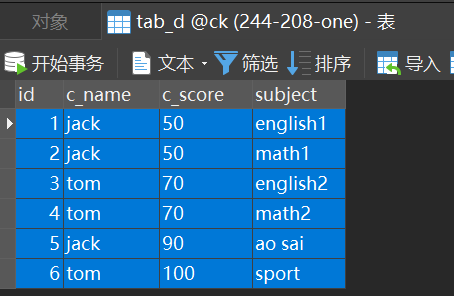 对象 tab_d @ck (244-208-one) - 表
开始事务 文本 筛选 排序 导入
id c_name c_score subject
1 jack 50 english1
2 jack 50 math1
3 tom 70 english2
4 tom 70 math2
5 jack 90 ao sai
6 tom 100 sport